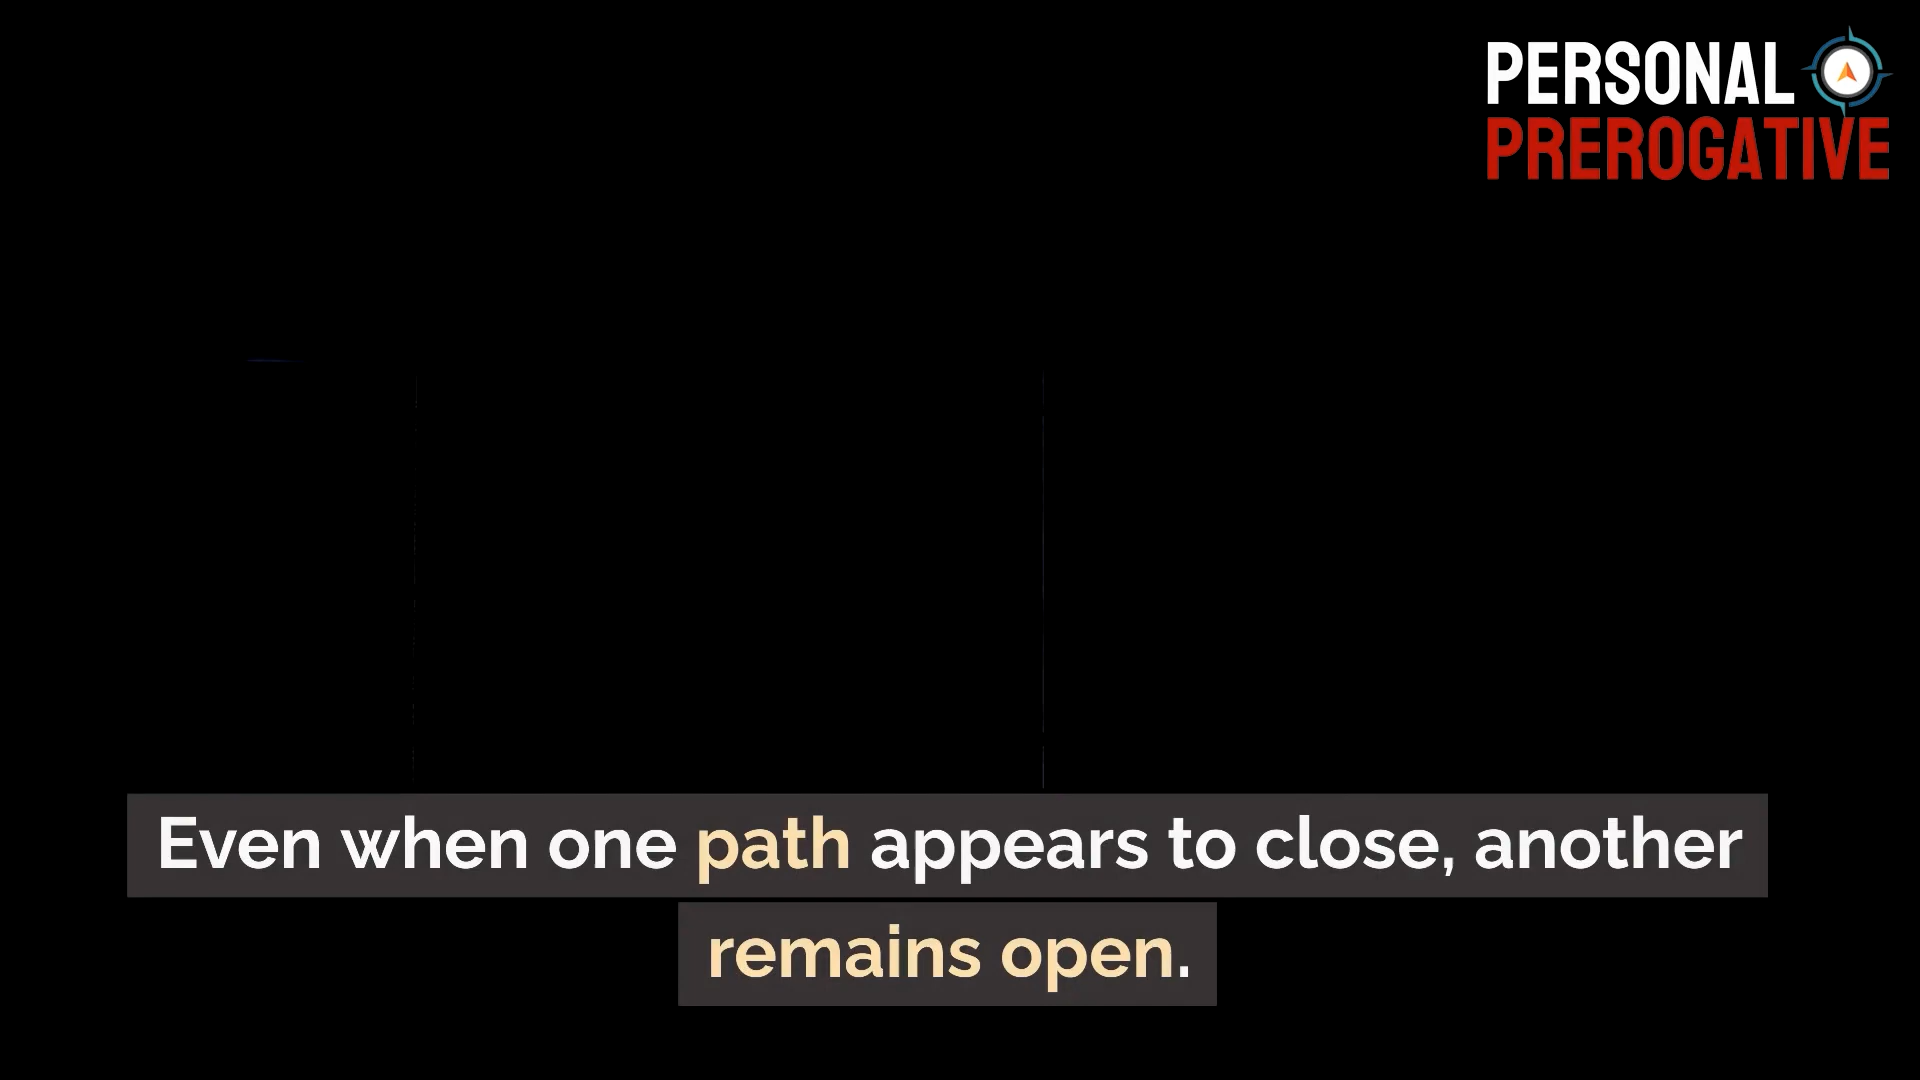 PERSONAL
PREROGATIVE
Even when one path appears to close, another
remains open.